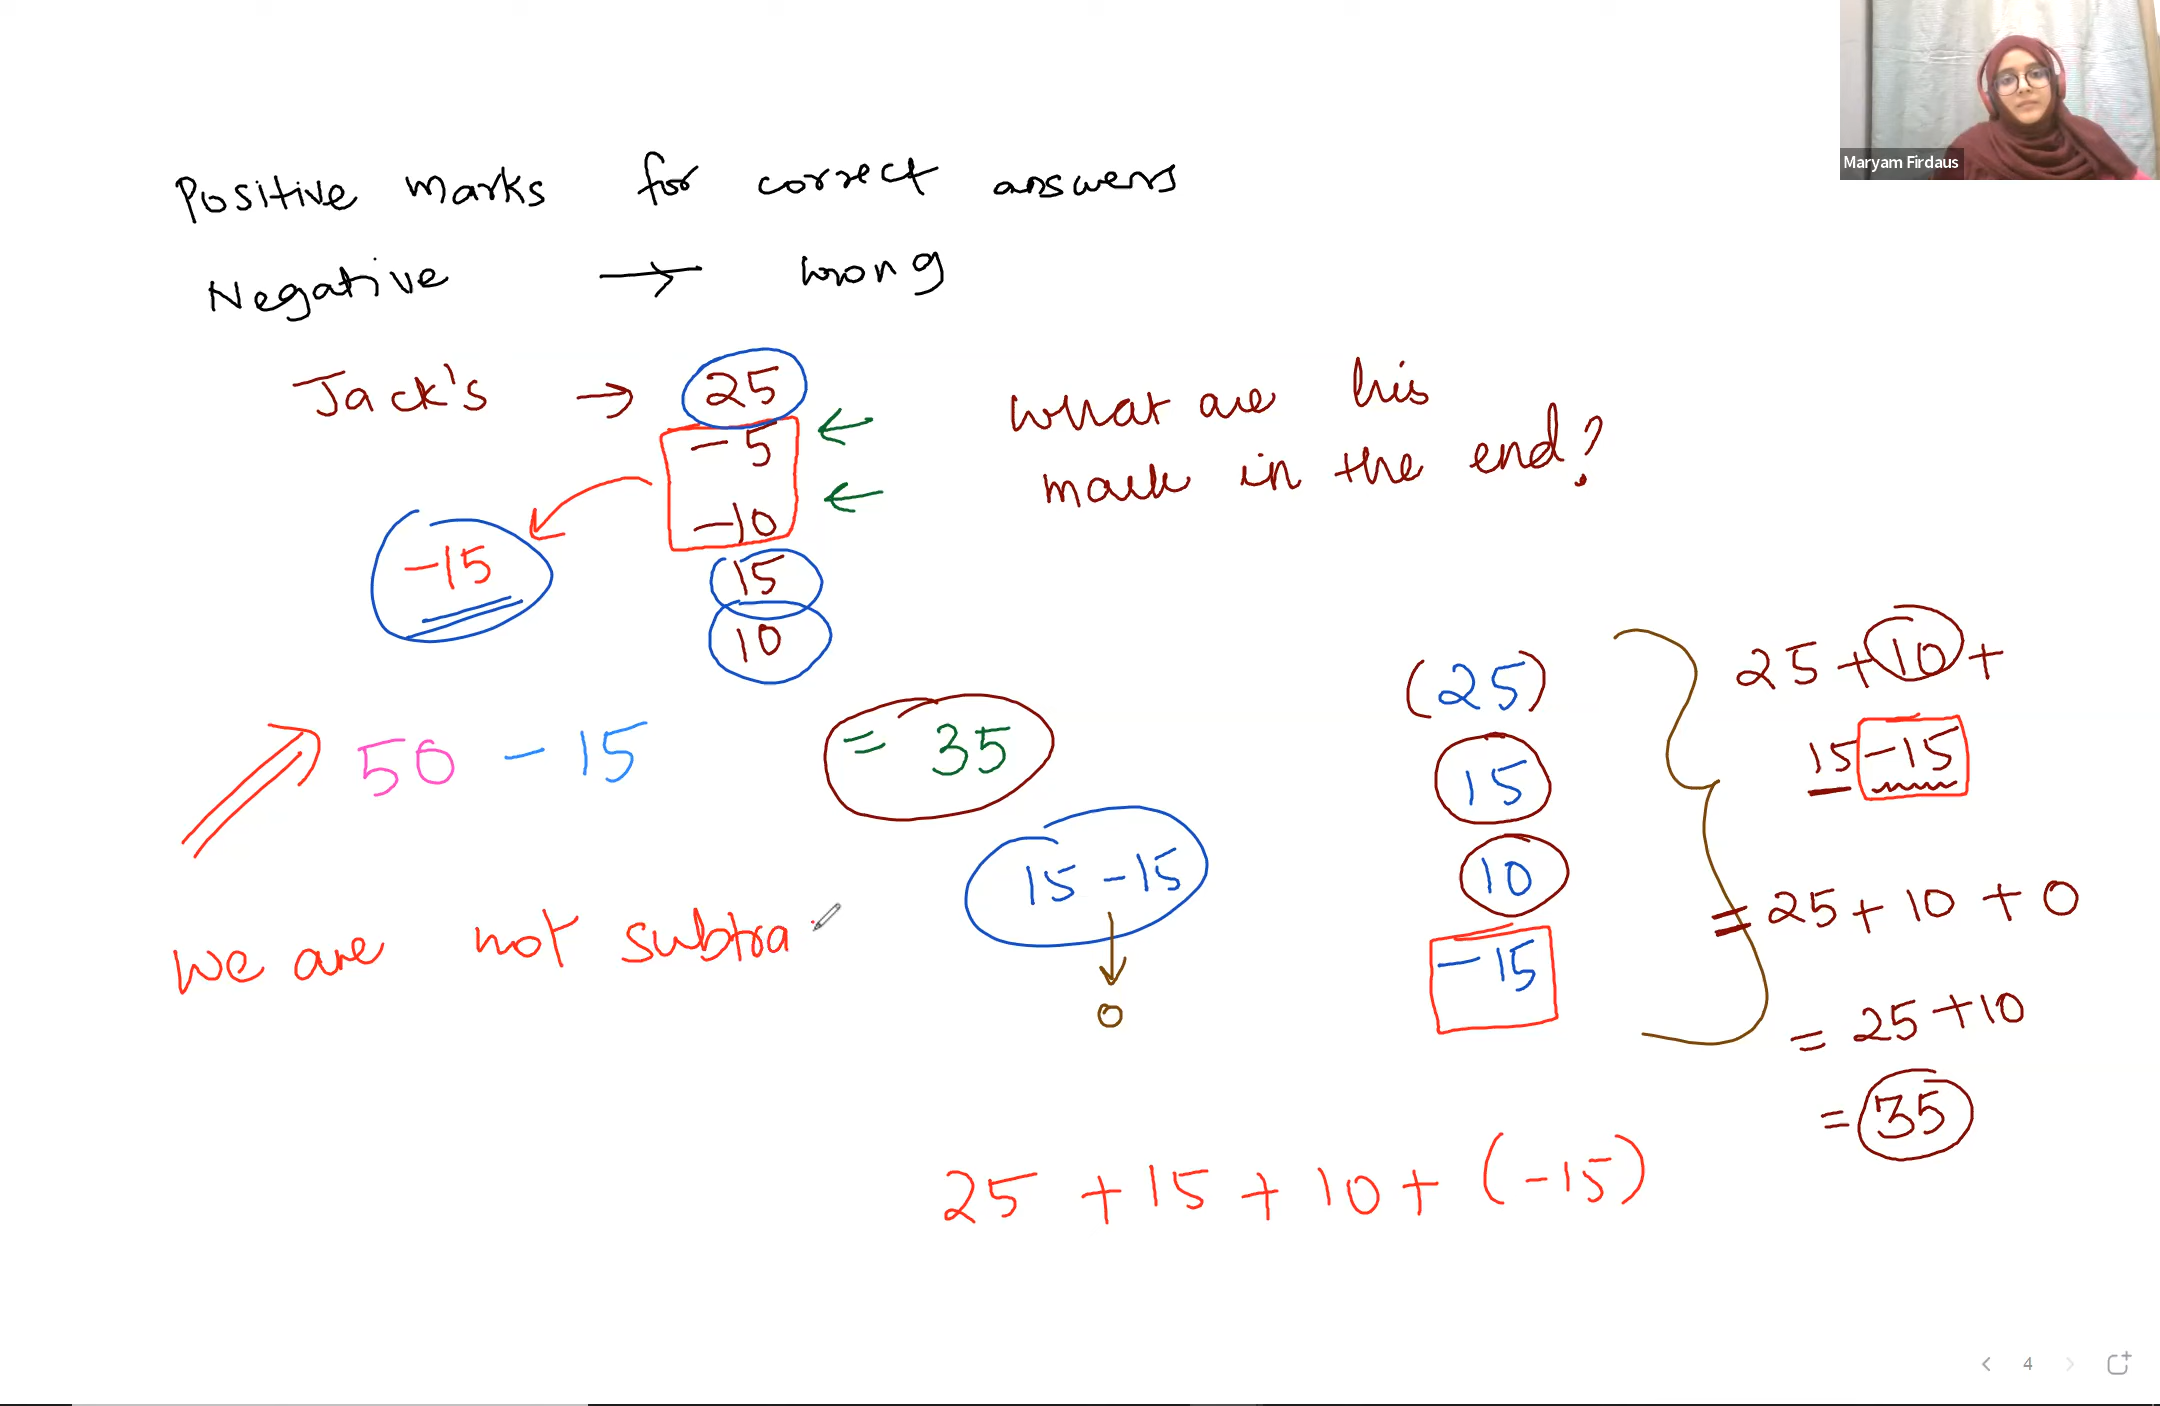 Maryam Firdaus
Positive marks for correct answers
Negative → wrong
Jack's → 25
-5
-10
15
10
What are his
mark in the end?
-15
50 - 15 = 35
15 - 15
0
We are not subtra
(25)
15
10
-15
25 + 10 +
15 -15
= 25 + 10 + 0
= 25 + 10
= 35
25 + 15 + 10 + (-15)
4